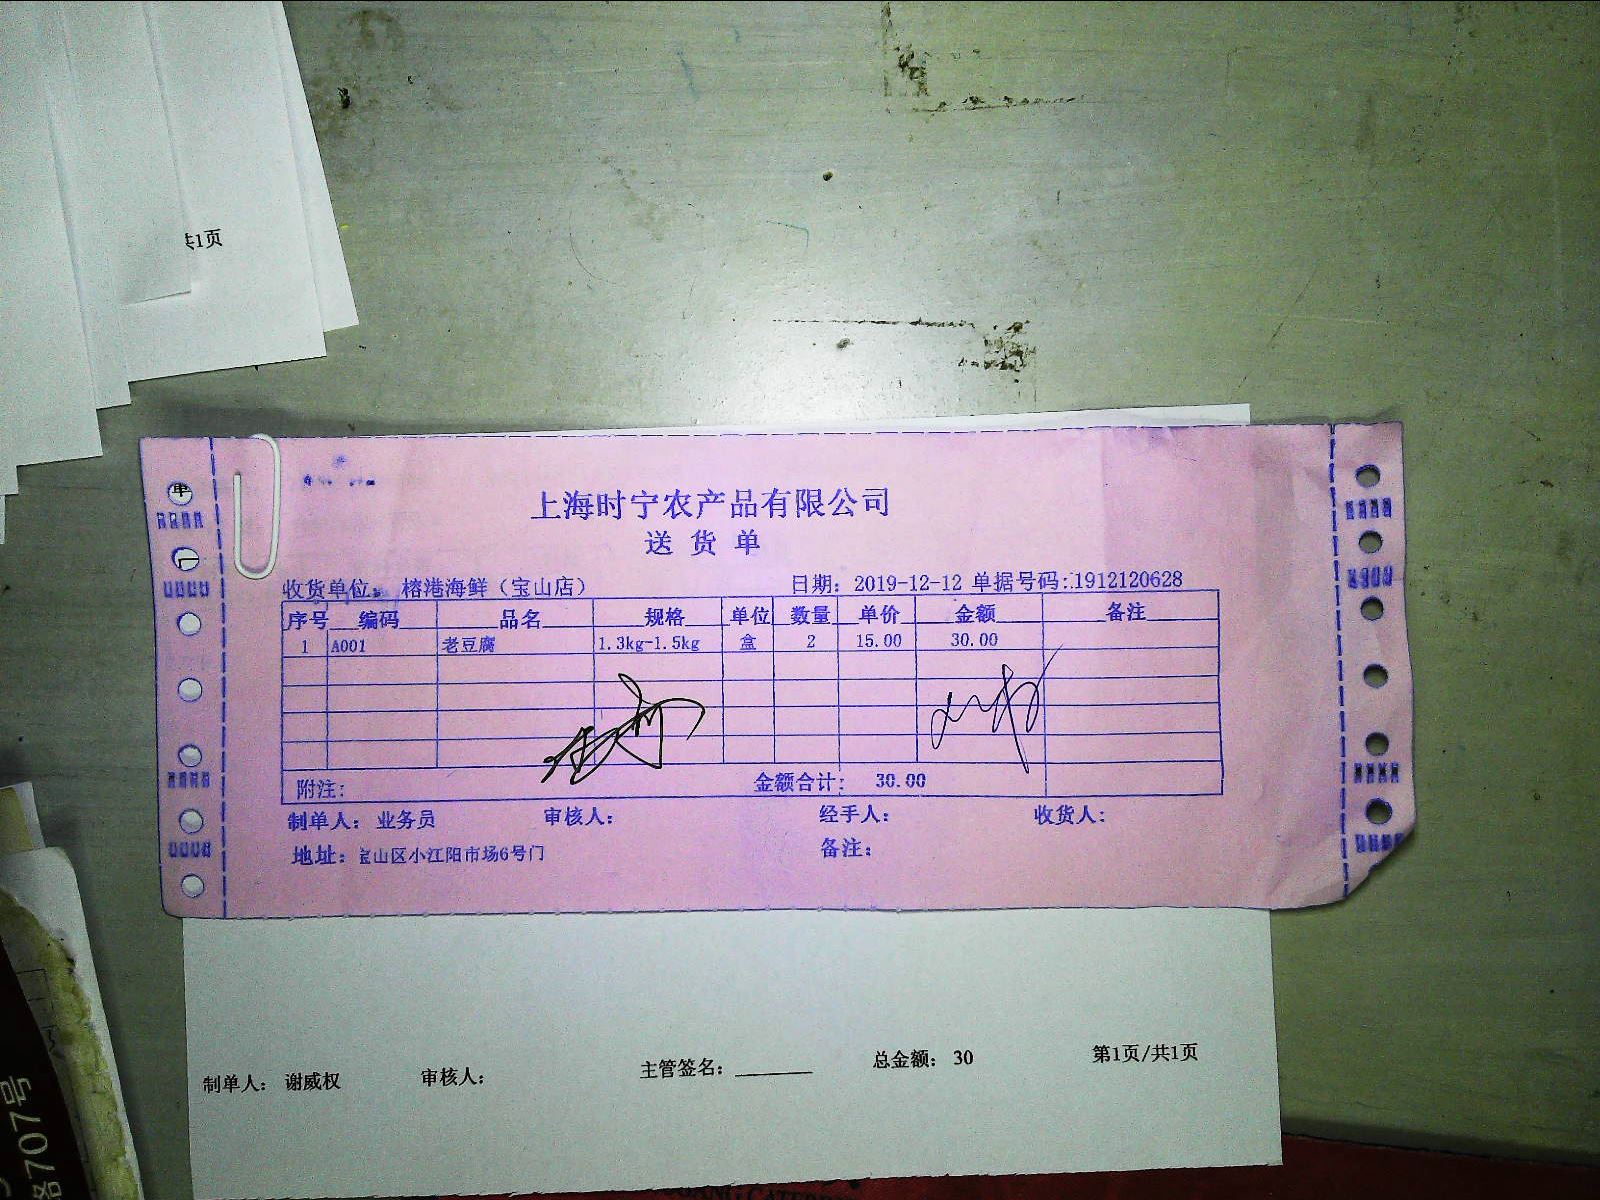 共1页
上海时宁农产品有限公司
送货单
收货单位: 榕港海鲜（宝山店） 日期: 2019-12-12 单据号码: 1912120628
序号 编码 品名 规格 单位 数量 单价 金额 备注
1 A001 老豆腐 1.3kg-1.5kg 盒 2 15.00 30.00
附注: 金额合计: 30.00
制单人: 业务员 审核人: 经手人: 收货人:
地址: 宝山区小江阳市场6号门 备注:
制单人: 谢威权 审核人: 主管签名: 总金额: 30 第1页/共1页
707号